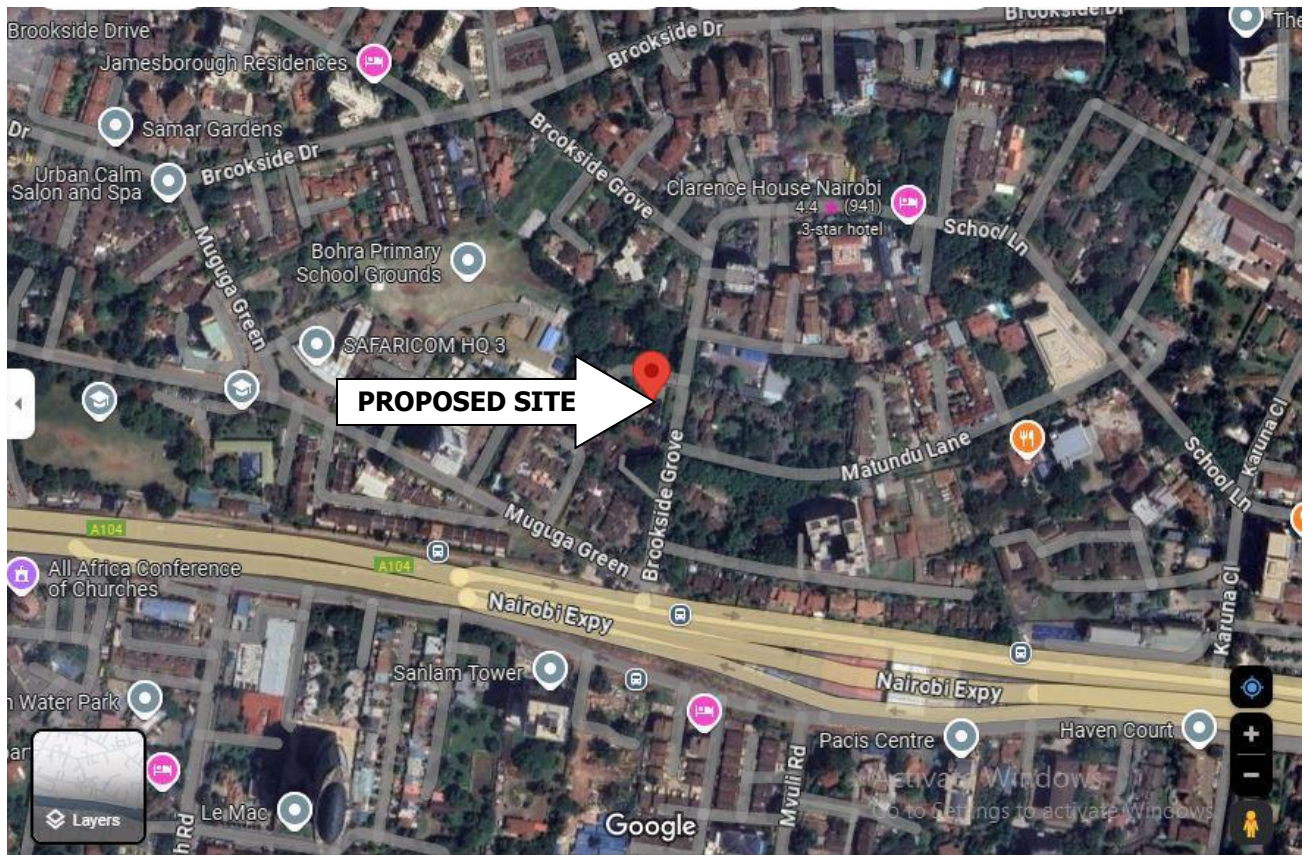 Brookside Drive
Jamesborough Residences
Brookside Dr
Brookside Dr
The
Samar Gardens
Dr
Urban Calm
Salon and Spa
Brookside Dr
Brookside Grove
Clarence House Nairobi
4.4 (941)
3-star hotel
School Ln
Muguga Green
Bohra Primary
School Grounds
SAFARICOM HQ 3
PROPOSED SITE
Brookside Grove
Matundu Lane
School Ln
Karuna Cl
Muguga Green
A104
A104
All Africa Conference
of Churches
Nairobi Expy
Karuna Cl
Sanlam Tower
Nairobi Expy
n Water Park
Pacis Centre
Haven Court
Mvuli Rd
Le Mac
h Rd
Layers
Google
Activate Windows
Go to Settings to activate Windows